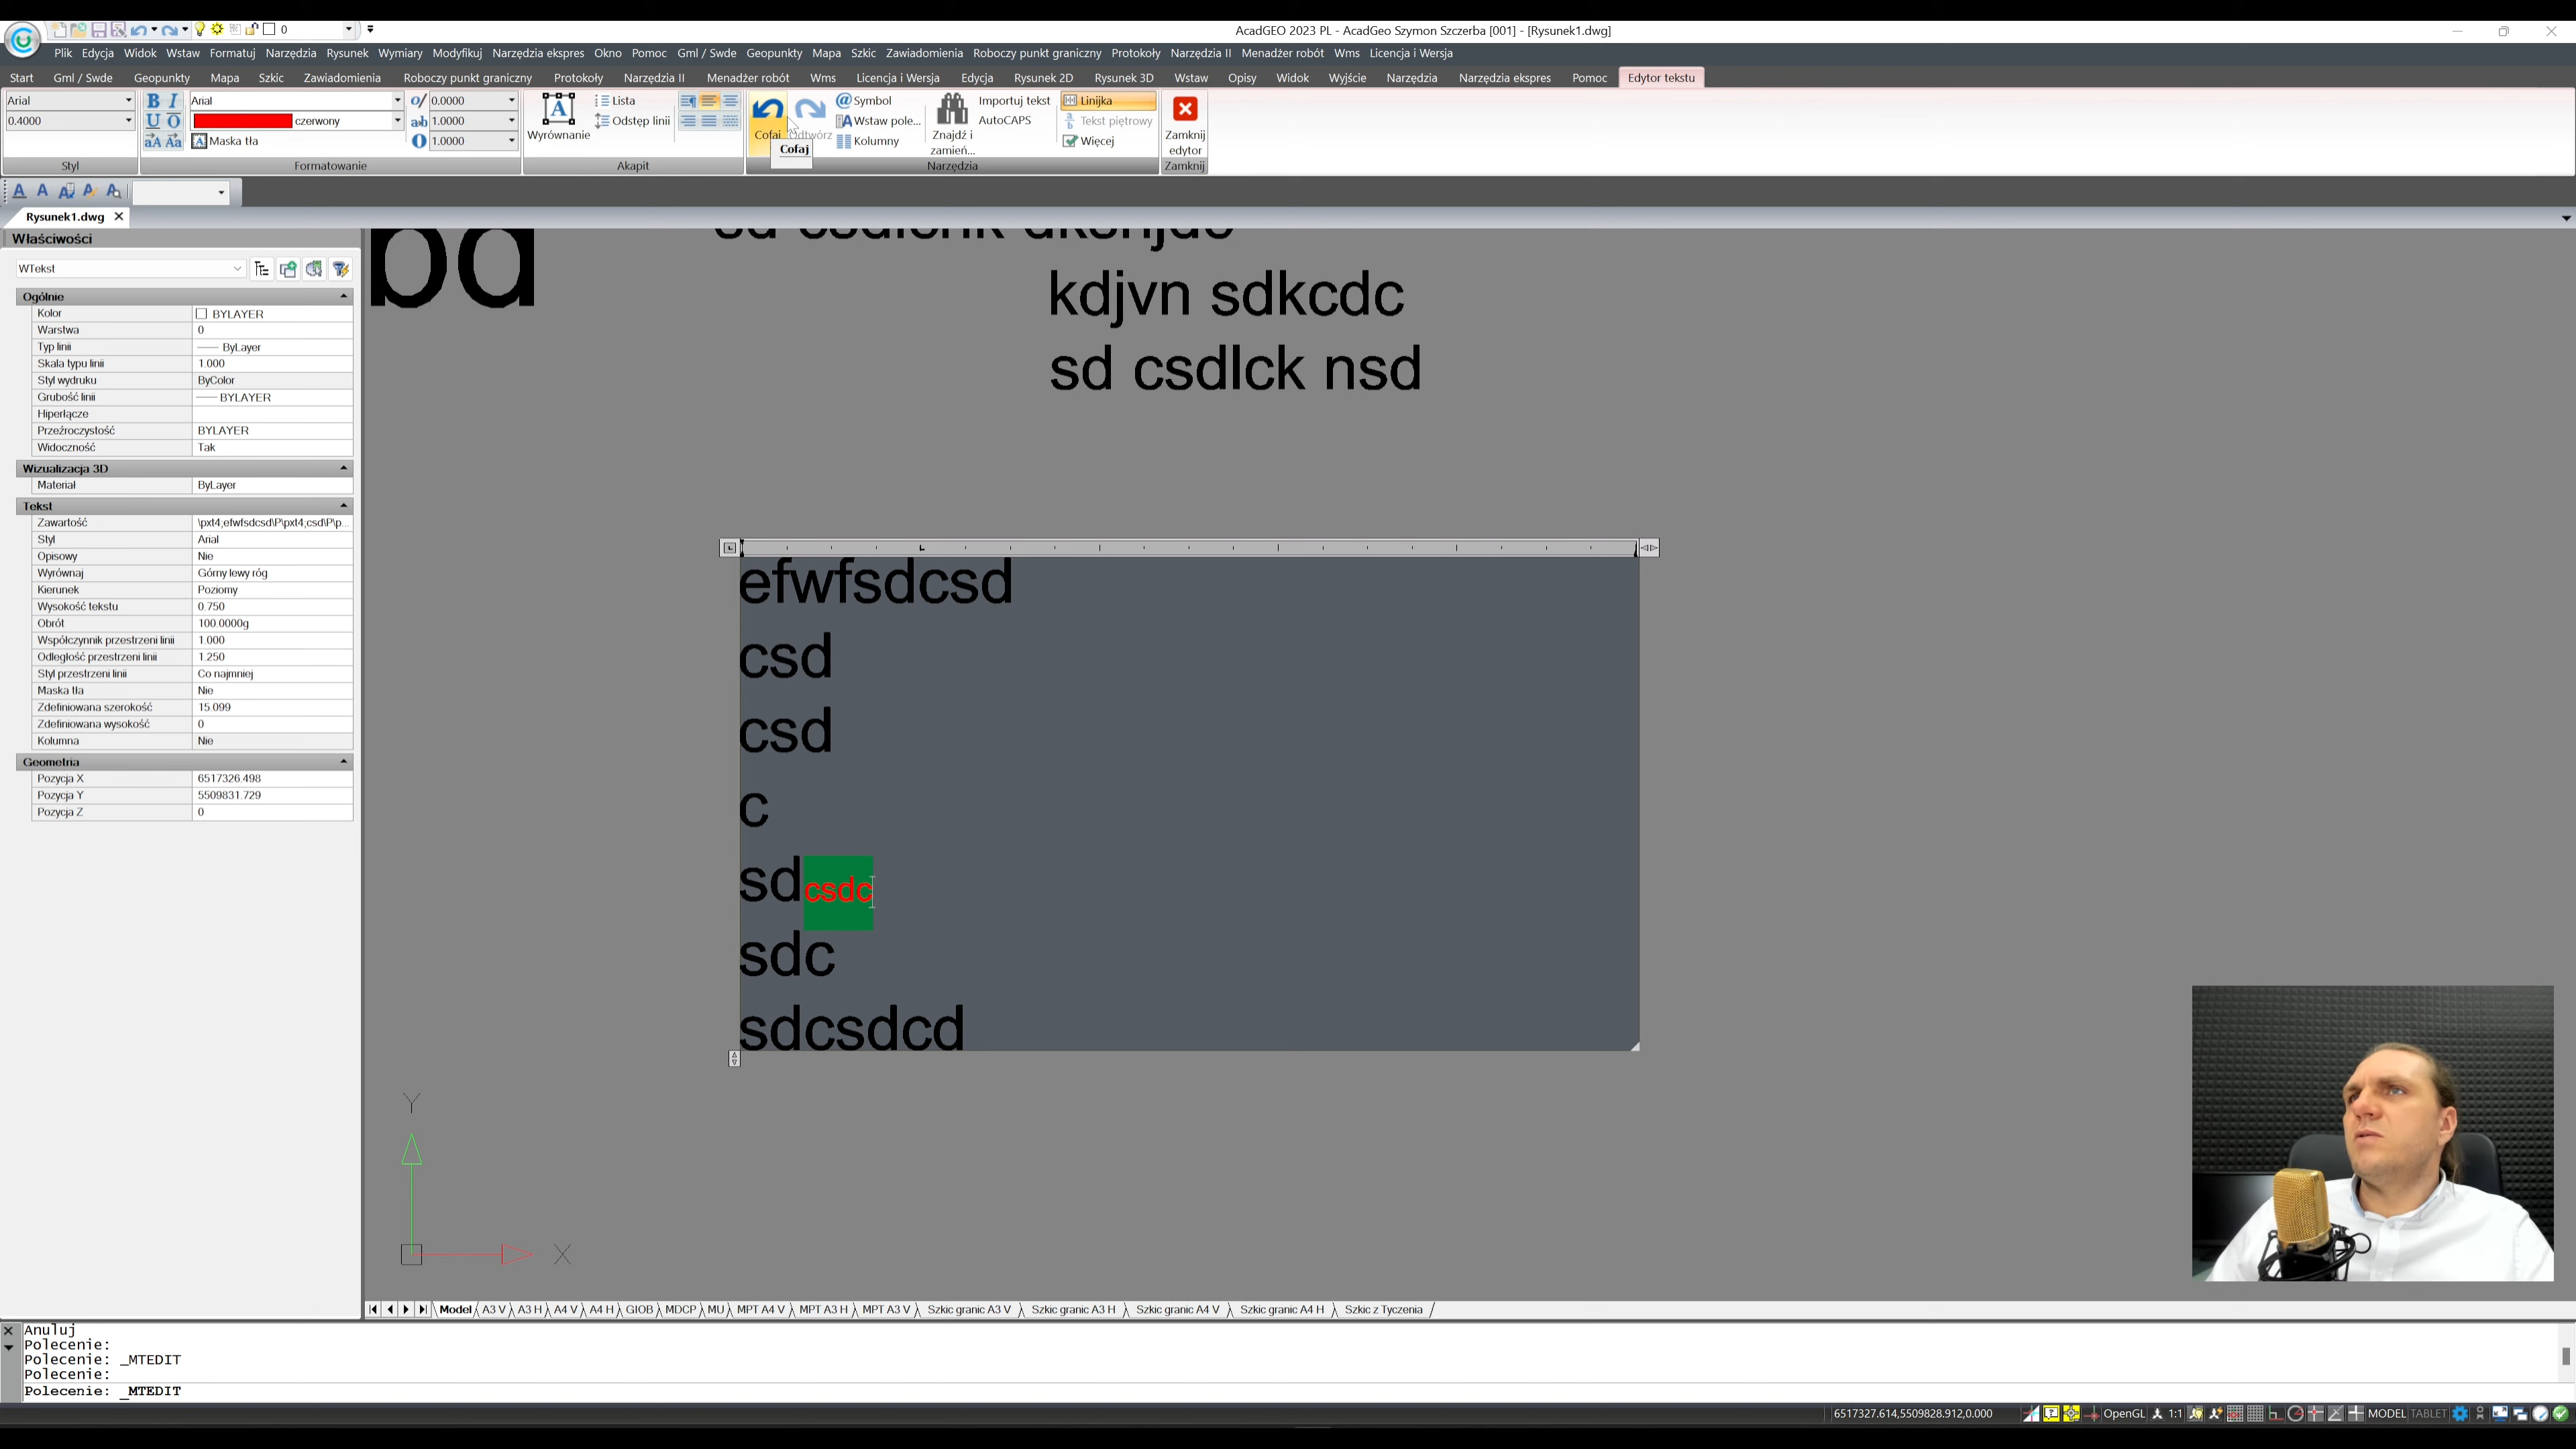 0
AcadGEO 2023 PL - AcadGeo Szymon Szczerba [001] - [Rysunek1.dwg]
Plik Edycja Widok Wstaw Formatuj Narzędzia Rysunek Wymiary Modyfikuj Narzędzia ekspres Okno Pomoc Gml / Swde Geopunkty Mapa Szkic Zawiadomienia Roboczy punkt graniczny Protokoły Narzędzia II Menadżer robót Wms Licencja i Wersja
Start Gml / Swde Geopunkty Mapa Szkic Zawiadomienia Roboczy punkt graniczny Protokoły Narzędzia II Menadżer robót Wms Licencja i Wersja Edycja Rysunek 2D Rysunek 3D Wstaw Opisy Widok Wyjście Narzędzia Narzędzia ekspres Pomoc Edytor tekstu
Arial B I Arial 0.0000 Lista Symbol Importuj tekst Linijka
0.4000 U O czerwony 1.0000 Odstęp linii Wstaw pole... AutoCAPS Tekst piętrowy
Maska tła 1.0000 Wyrównanie Cofaj Odtwórz Kolumny Znajdź i zamień... Więcej Zamknij edytor
Cofaj
Styl Formatowanie Akapit Narzędzia Zamknij
Rysunek1.dwg
Właściwości
WTekst
Ogólnie
Kolor BYLAYER
Warstwa 0
Typ linii ByLayer
Skala typu linii 1.000
Styl wydruku ByColor
Grubość linii BYLAYER
Hiperłącze
Przeźroczystość BYLAYER
Widoczność Tak
Wizualizacja 3D
Materiał ByLayer
Tekst
Zawartość \pxt4;efwfsdcsd\P\pxt4;csd\P\p...
Styl Arial
Opisowy Nie
Wyrównaj Górny lewy róg
Kierunek Poziomy
Wysokość tekstu 0.750
Obrót 100.0000g
Współczynnik przestrzeni linii 1.000
Odległość przestrzeni linii 1.250
Styl przestrzeni linii Co najmniej
Maska tła Nie
Zdefiniowana szerokość 15.099
Zdefiniowana wysokość 0
Kolumna Nie
Geometria
Pozycja X 6517326.498
Pozycja Y 5509831.729
Pozycja Z 0
kdjvn sdkcdc
sd csdlck nsd
efwfsdcsd
csd
csd
c
sdcsdc
sdc
sdcsdcd
Y
X
Model A3 V A3 H A4 V A4 H GIOB MDCP MU MPT A4 V MPT A3 H MPT A3 V Szkic granic A3 V Szkic granic A3 H Szkic granic A4 V Szkic granic A4 H Szkic z Tyczenia
Anuluj
Polecenie:
Polecenie: _MTEDIT
Polecenie:
Polecenie: _MTEDIT
6517327.614,5509828.912,0.000 OpenGL 1:1 MODEL TABLET